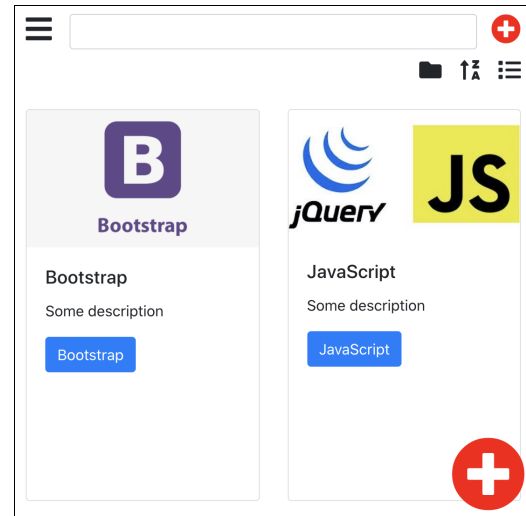 Z
A
B
Bootstrap
jQuery
JS
Bootstrap
Some description
Bootstrap
JavaScript
Some description
JavaScript